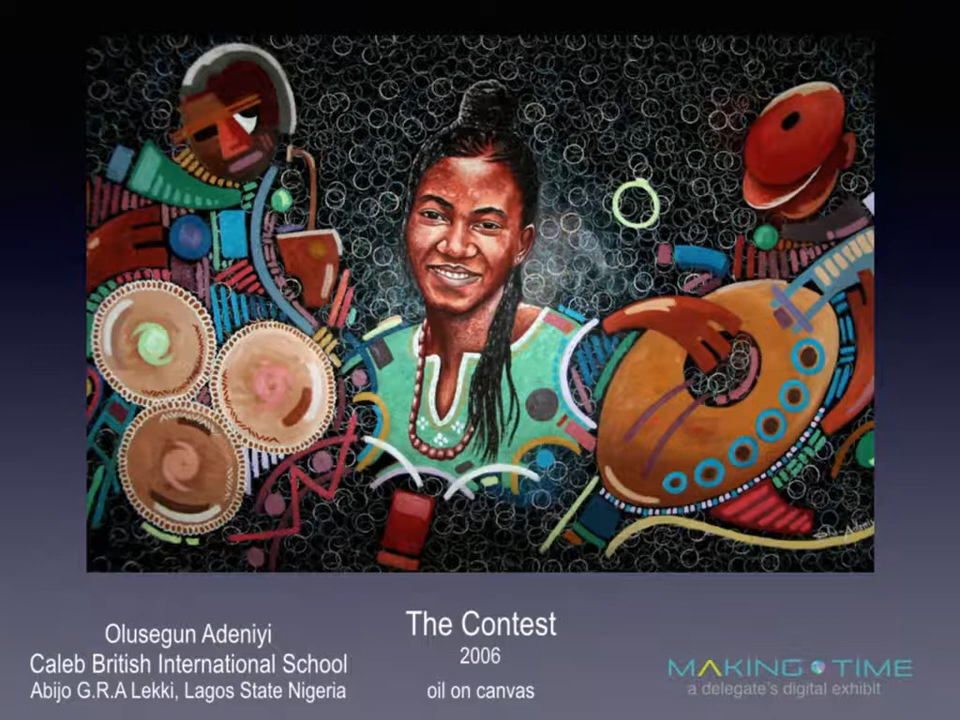 Olusegun Adeniyi
Caleb British International School
Abijo G.R.A Lekki, Lagos State Nigeria
The Contest
2006
oil on canvas
MAKING TIME
a delegate's digital exhibit